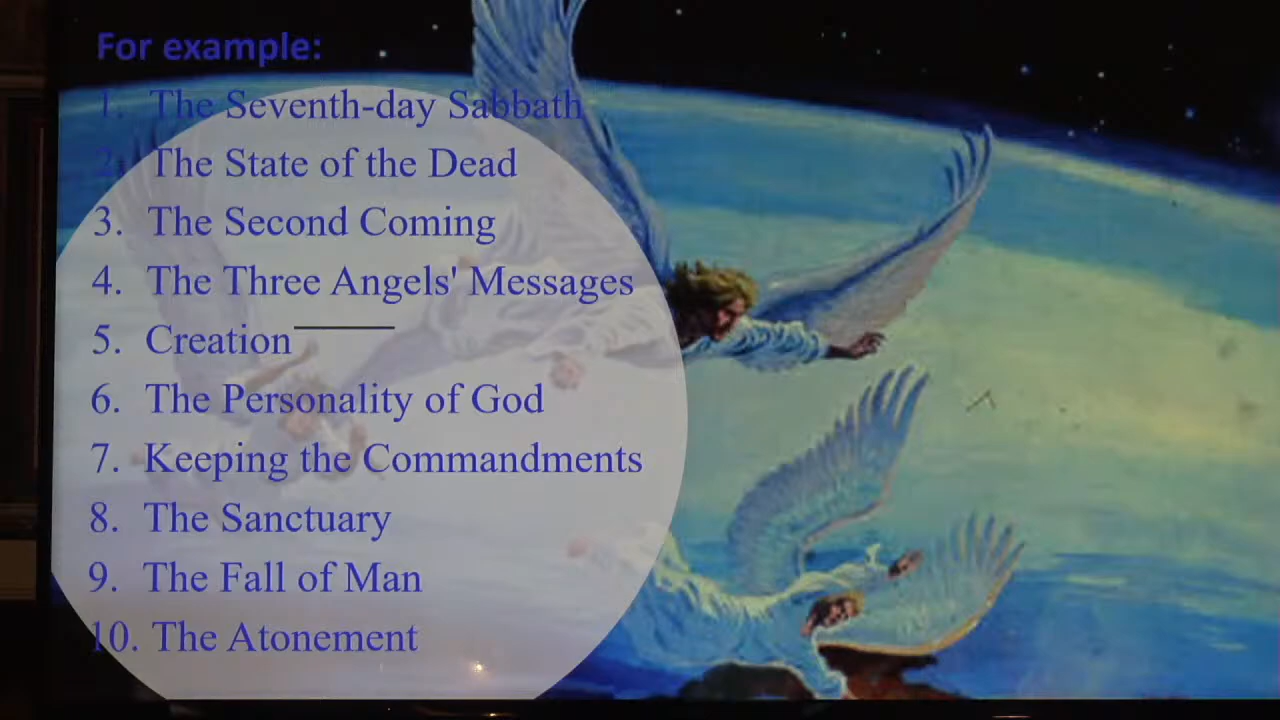 For example:
1. The Seventh-day Sabbath
2. The State of the Dead
3. The Second Coming
4. The Three Angels' Messages
5. Creation
6. The Personality of God
7. Keeping the Commandments
8. The Sanctuary
9. The Fall of Man
10. The Atonement